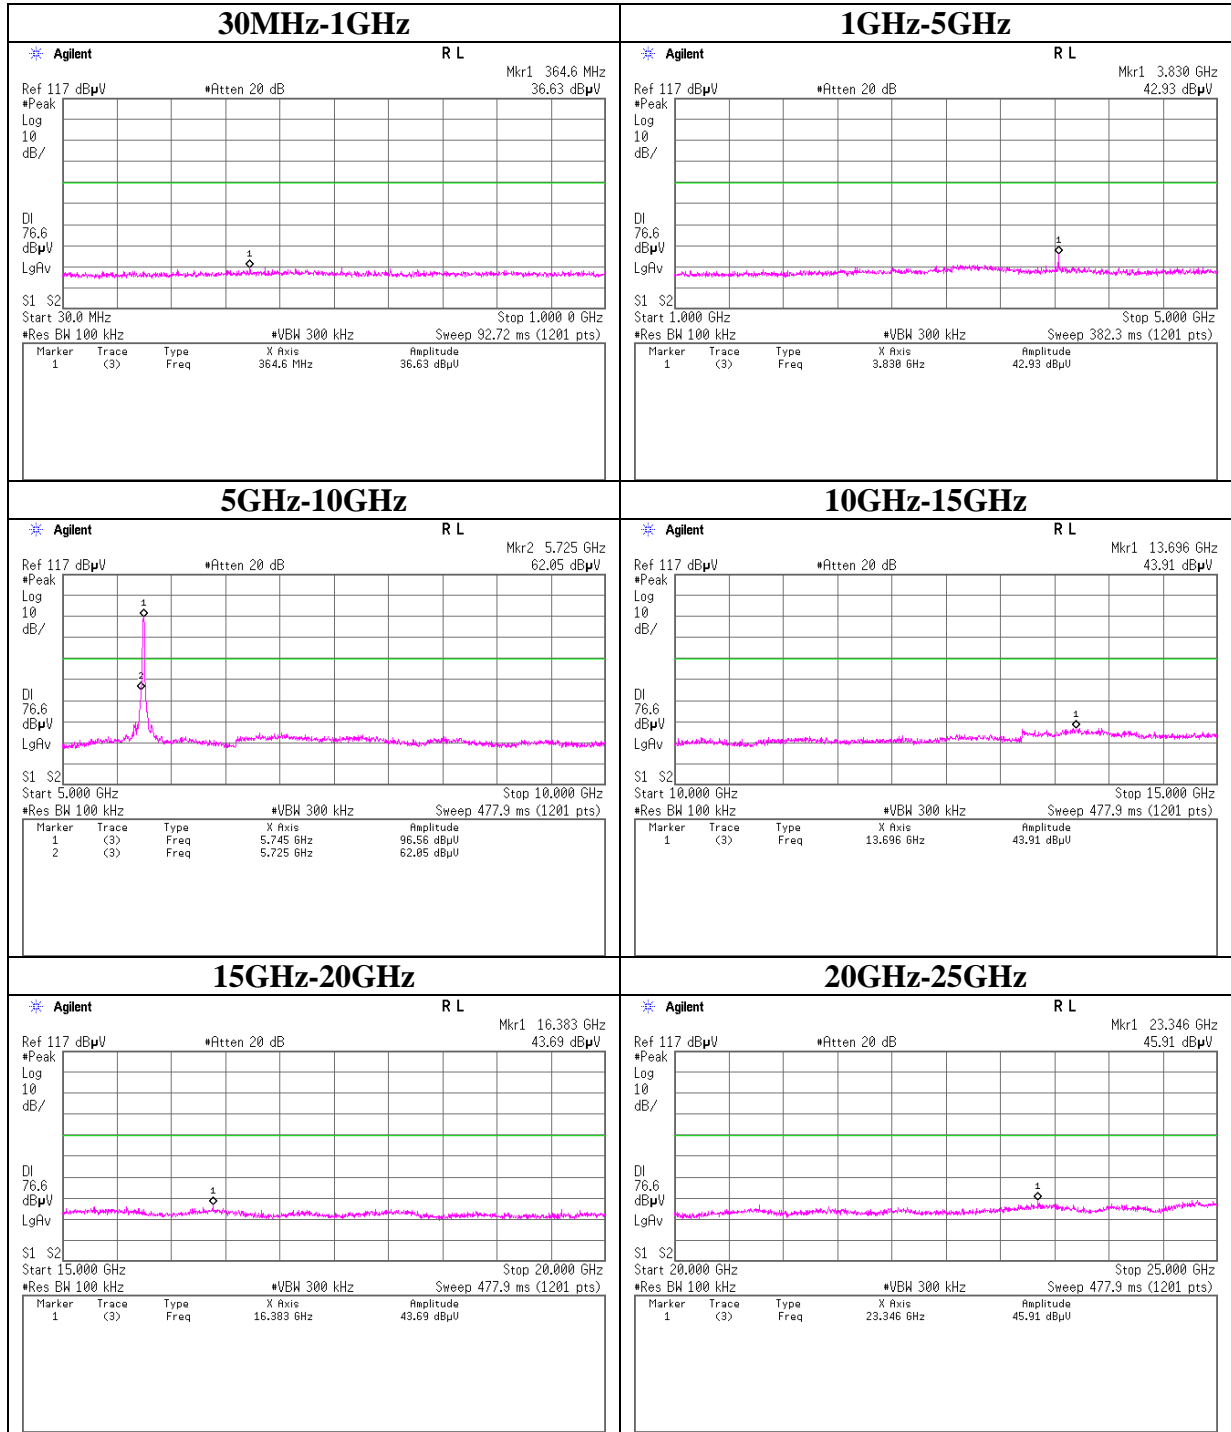 30MHz-1GHz
Agilent R L
Mkr1 364.6 MHz
Ref 117 dBµV #Atten 20 dB 36.63 dBµV
#Peak
Log
10
dB/
1
DI
76.6
dBµV
LgAv
S1 S2
Start 30.0 MHz Stop 1.000 0 GHz
#Res BW 100 kHz #VBW 300 kHz Sweep 92.72 ms (1201 pts)
Marker Trace Type X Axis Amplitude
1 (3) Freq 364.6 MHz 36.63 dBµV
1GHz-5GHz
Agilent R L
Mkr1 3.830 GHz
Ref 117 dBµV #Atten 20 dB 42.93 dBµV
#Peak
Log
10
dB/
1
DI
76.6
dBµV
LgAv
S1 S2
Start 1.000 GHz Stop 5.000 GHz
#Res BW 100 kHz #VBW 300 kHz Sweep 382.3 ms (1201 pts)
Marker Trace Type X Axis Amplitude
1 (3) Freq 3.830 GHz 42.93 dBµV
5GHz-10GHz
Agilent R L
Mkr2 5.725 GHz
Ref 117 dBµV #Atten 20 dB 62.05 dBµV
#Peak
Log
10
dB/
1
2
DI
76.6
dBµV
LgAv
S1 S2
Start 5.000 GHz Stop 10.000 GHz
#Res BW 100 kHz #VBW 300 kHz Sweep 477.9 ms (1201 pts)
Marker Trace Type X Axis Amplitude
1 (3) Freq 5.745 GHz 96.56 dBµV
2 (3) Freq 5.725 GHz 62.05 dBµV
10GHz-15GHz
Agilent R L
Mkr1 13.696 GHz
Ref 117 dBµV #Atten 20 dB 43.91 dBµV
#Peak
Log
10
dB/
1
DI
76.6
dBµV
LgAv
S1 S2
Start 10.000 GHz Stop 15.000 GHz
#Res BW 100 kHz #VBW 300 kHz Sweep 477.9 ms (1201 pts)
Marker Trace Type X Axis Amplitude
1 (3) Freq 13.696 GHz 43.91 dBµV
15GHz-20GHz
Agilent R L
Mkr1 16.383 GHz
Ref 117 dBµV #Atten 20 dB 43.69 dBµV
#Peak
Log
10
dB/
1
DI
76.6
dBµV
LgAv
S1 S2
Start 15.000 GHz Stop 20.000 GHz
#Res BW 100 kHz #VBW 300 kHz Sweep 477.9 ms (1201 pts)
Marker Trace Type X Axis Amplitude
1 (3) Freq 16.383 GHz 43.69 dBµV
20GHz-25GHz
Agilent R L
Mkr1 23.346 GHz
Ref 117 dBµV #Atten 20 dB 45.91 dBµV
#Peak
Log
10
dB/
1
DI
76.6
dBµV
LgAv
S1 S2
Start 20.000 GHz Stop 25.000 GHz
#Res BW 100 kHz #VBW 300 kHz Sweep 477.9 ms (1201 pts)
Marker Trace Type X Axis Amplitude
1 (3) Freq 23.346 GHz 45.91 dBµV